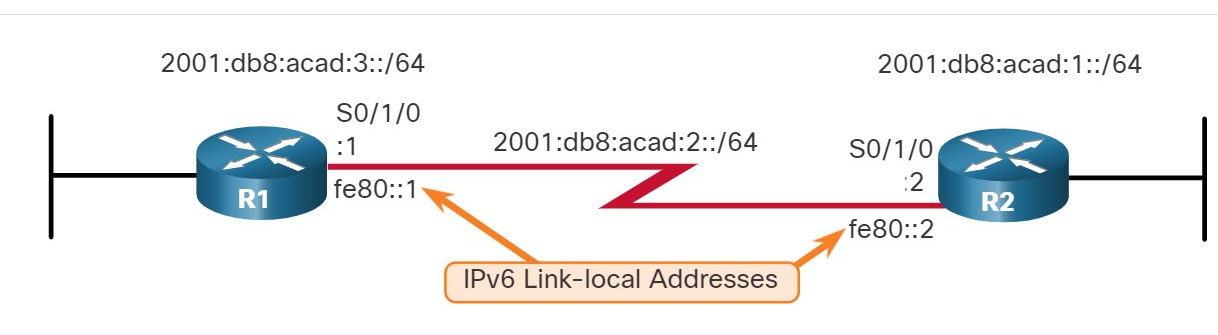 2001:db8:acad:3::/64
2001:db8:acad:1::/64
S0/1/0
:1
2001:db8:acad:2::/64
S0/1/0
:2
R1
fe80::1
R2
fe80::2
IPv6 Link-local Addresses